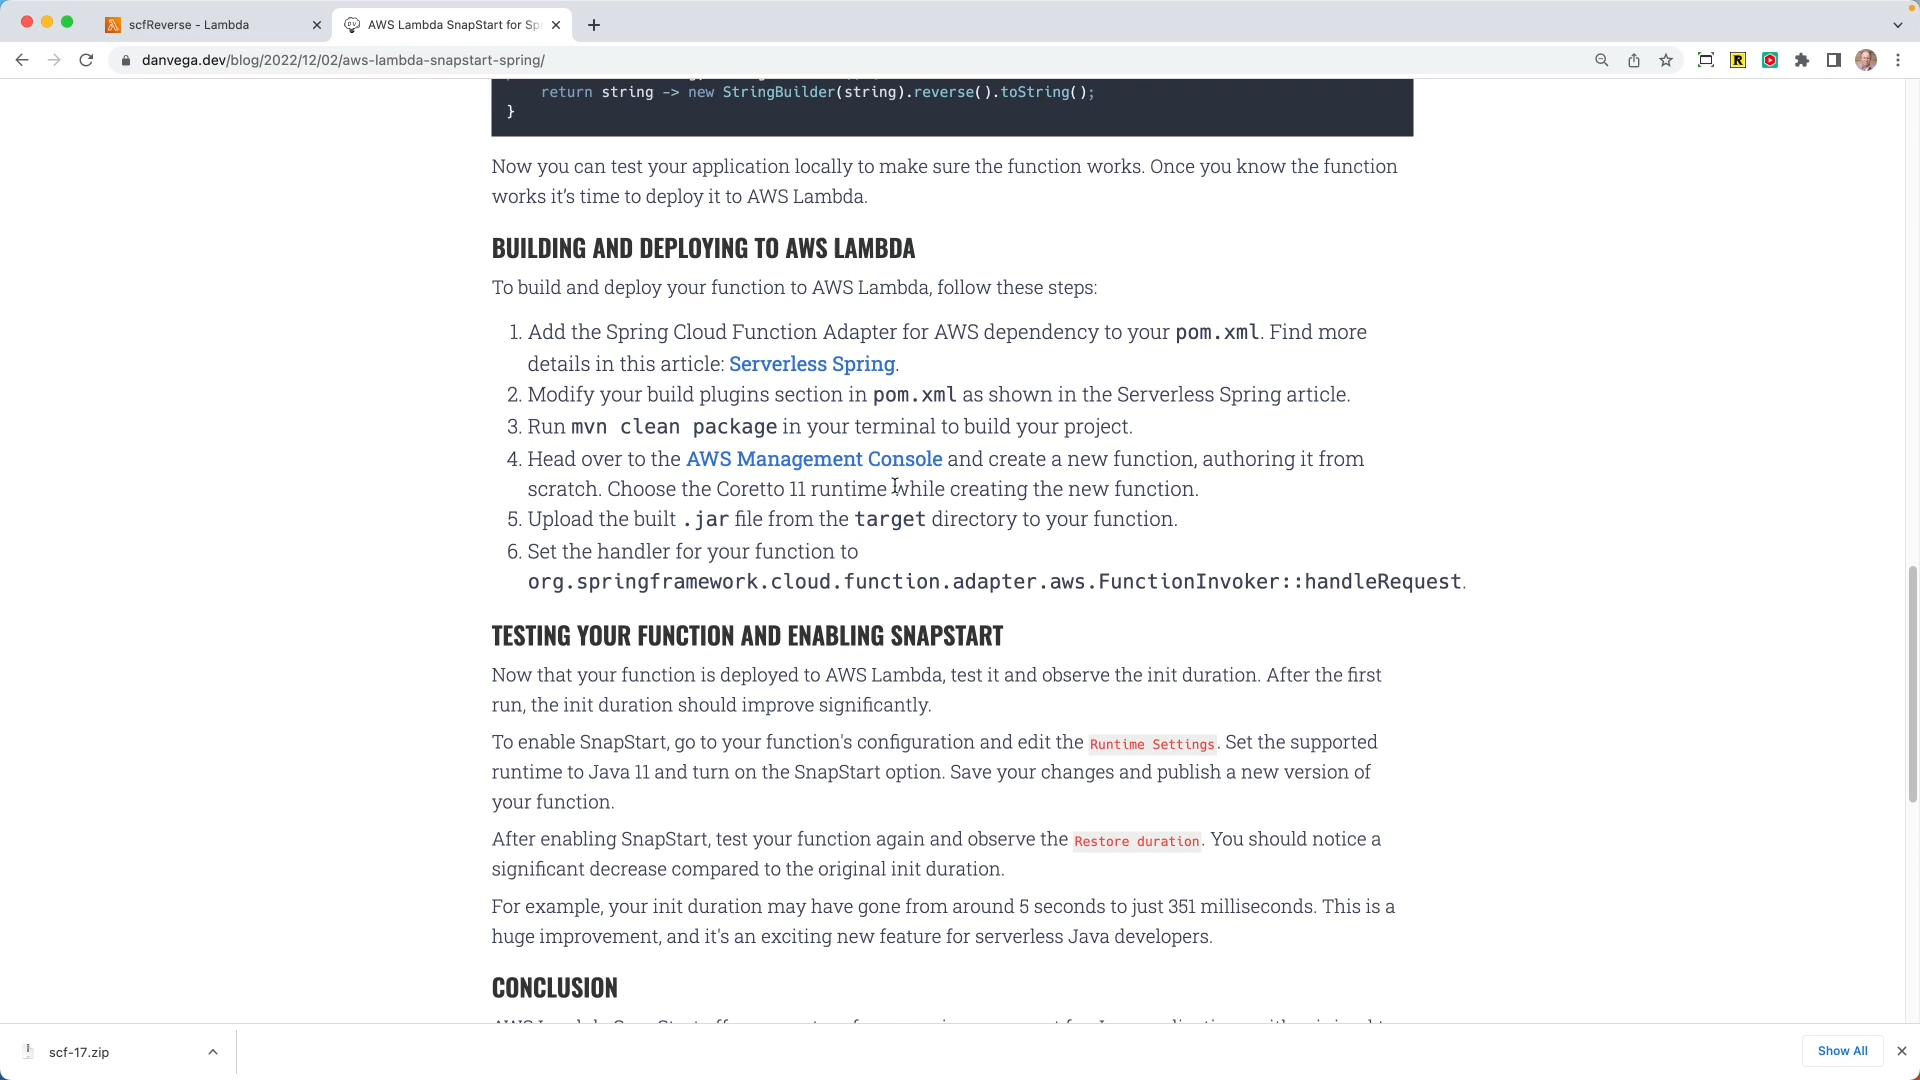 scfReverse - Lambda
AWS Lambda SnapStart for Spr
danvega.dev/blog/2022/12/02/aws-lambda-snapstart-spring/
return string -> new StringBuilder(string).reverse().toString();
}
Now you can test your application locally to make sure the function works. Once you know the function
works it’s time to deploy it to AWS Lambda.
BUILDING AND DEPLOYING TO AWS LAMBDA
To build and deploy your function to AWS Lambda, follow these steps:
1. Add the Spring Cloud Function Adapter for AWS dependency to your pom.xml. Find more
details in this article: Serverless Spring.
2. Modify your build plugins section in pom.xml as shown in the Serverless Spring article.
3. Run mvn clean package in your terminal to build your project.
4. Head over to the AWS Management Console and create a new function, authoring it from
scratch. Choose the Coretto 11 runtime while creating the new function.
5. Upload the built .jar file from the target directory to your function.
6. Set the handler for your function to
org.springframework.cloud.function.adapter.aws.FunctionInvoker::handleRequest.
TESTING YOUR FUNCTION AND ENABLING SNAPSTART
Now that your function is deployed to AWS Lambda, test it and observe the init duration. After the first
run, the init duration should improve significantly.
To enable SnapStart, go to your function's configuration and edit the Runtime Settings. Set the supported
runtime to Java 11 and turn on the SnapStart option. Save your changes and publish a new version of
your function.
After enabling SnapStart, test your function again and observe the Restore duration. You should notice a
significant decrease compared to the original init duration.
For example, your init duration may have gone from around 5 seconds to just 351 milliseconds. This is a
huge improvement, and it's an exciting new feature for serverless Java developers.
CONCLUSION
scf-17.zip
Show All